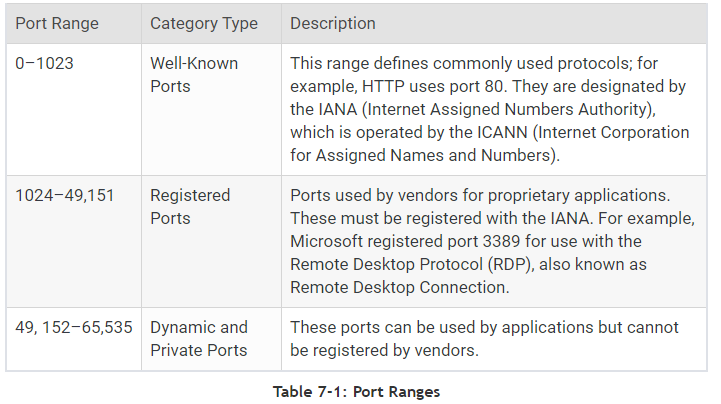 Port Range Category Type Description
0–1023 Well-Known This range defines commonly used protocols; for
Ports example, HTTP uses port 80. They are designated by
the IANA (Internet Assigned Numbers Authority),
which is operated by the ICANN (Internet Corporation
for Assigned Names and Numbers).
1024–49,151 Registered Ports used by vendors for proprietary applications.
Ports These must be registered with the IANA. For example,
Microsoft registered port 3389 for use with the
Remote Desktop Protocol (RDP), also known as
Remote Desktop Connection.
49, 152–65,535 Dynamic and These ports can be used by applications but cannot
Private Ports be registered by vendors.
Table 7-1: Port Ranges